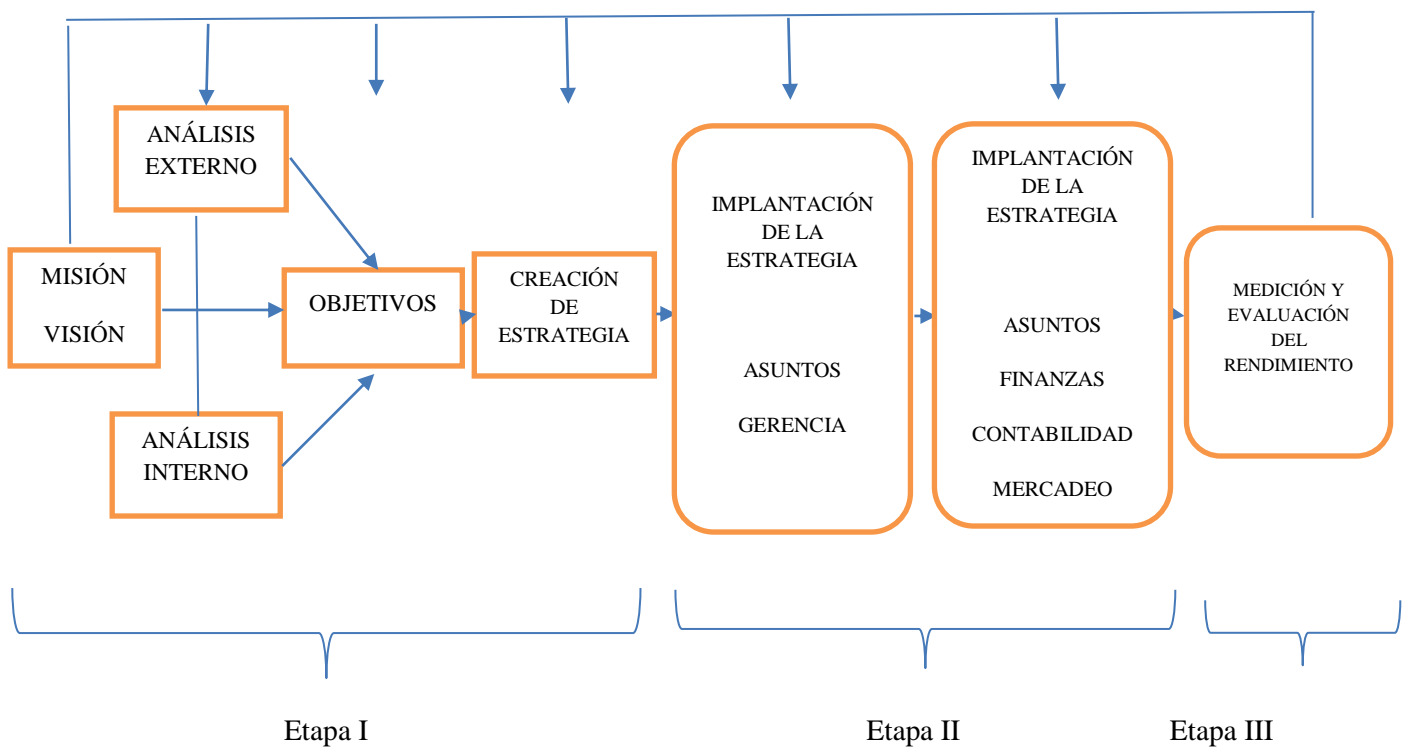 ANÁLISIS
EXTERNO
MISIÓN
VISIÓN
ANÁLISIS
INTERNO
OBJETIVOS
CREACIÓN
DE
ESTRATEGIA
IMPLANTACIÓN
DE LA
ESTRATEGIA
ASUNTOS
GERENCIA
IMPLANTACIÓN
DE LA
ESTRATEGIA
ASUNTOS
FINANZAS
CONTABILIDAD
MERCADEO
MEDICIÓN Y
EVALUACIÓN
DEL
RENDIMIENTO
Etapa I
Etapa II
Etapa III